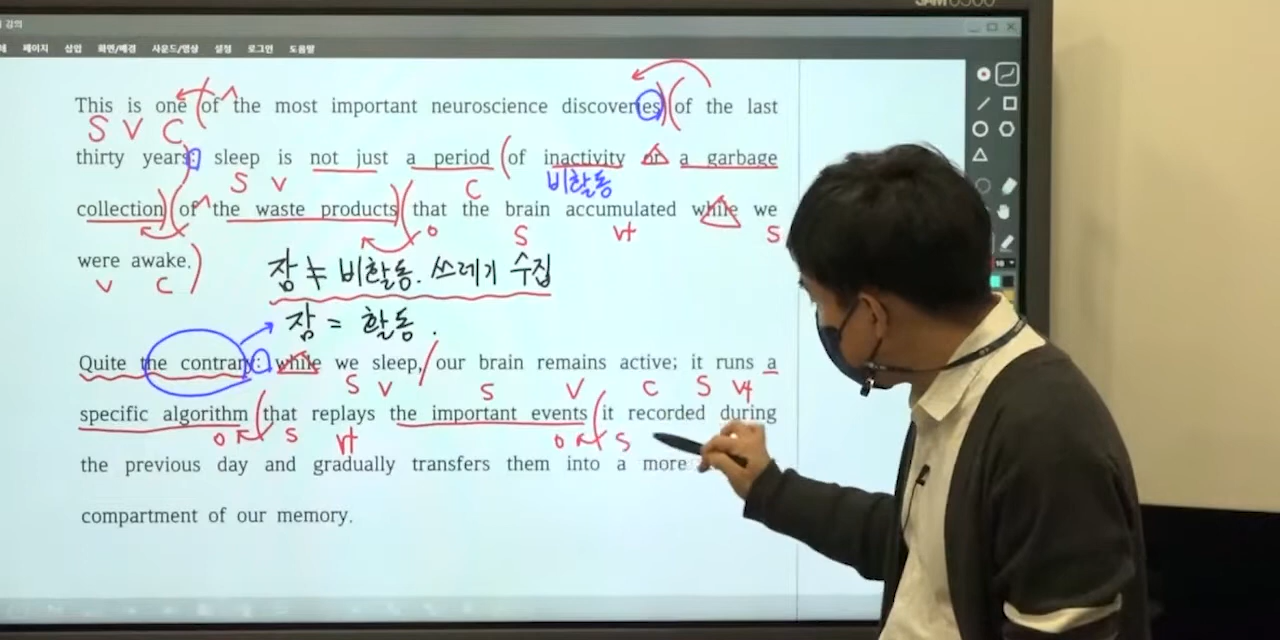 강의
페이지 삽입 화면/배경 사운드/영상 설정 로그인 도움말
This is one of the most important neuroscience discoveries of the last
S V C
thirty years: sleep is not just a period of inactivity or a garbage
S V C 비활동
collection of the waste products that the brain accumulated while we
O S vt S
were awake.
V C
잠 ≠ 비활동. 쓰레기 수집
잠 = 활동.
Quite the contrary: while we sleep, our brain remains active; it runs a
S V S V C S vt
specific algorithm that replays the important events it recorded during
O S vt O S
the previous day and gradually transfers them into a more
compartment of our memory.